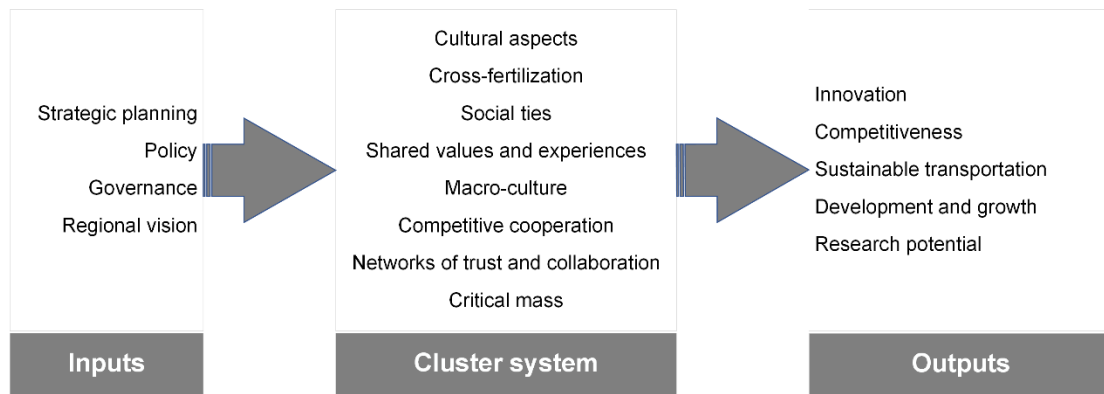 Strategic planning
Policy
Governance
Regional vision
Inputs
Cultural aspects
Cross-fertilization
Social ties
Shared values and experiences
Macro-culture
Competitive cooperation
Networks of trust and collaboration
Critical mass
Cluster system
Innovation
Competitiveness
Sustainable transportation
Development and growth
Research potential
Outputs